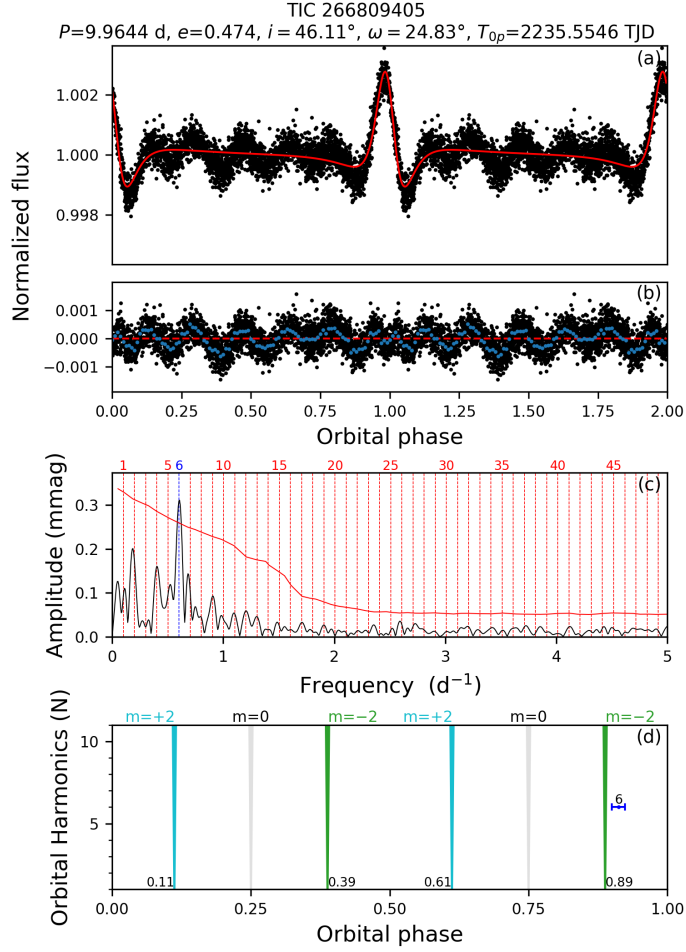 TIC 266809405
P=9.9644 d, e=0.474, i=46.11°, ω=24.83°, T0p=2235.5546 TJD
(a)
1.002
1.000
0.998
Normalized flux
(b)
0.001
0.000
−0.001
0.00 0.25 0.50 0.75 1.00 1.25 1.50 1.75 2.00
Orbital phase
1 5 6 10 15 20 25 30 35 40 45
(c)
0.3
0.2
0.1
0.0
Amplitude (mmag)
0 1 2 3 4 5
Frequency (d⁻¹)
m=+2 m=0 m=−2 m=+2 m=0 m=−2
(d)
10
5
6
Orbital Harmonics (N)
0.11 0.39 0.61 0.89
0.00 0.25 0.50 0.75 1.00
Orbital phase